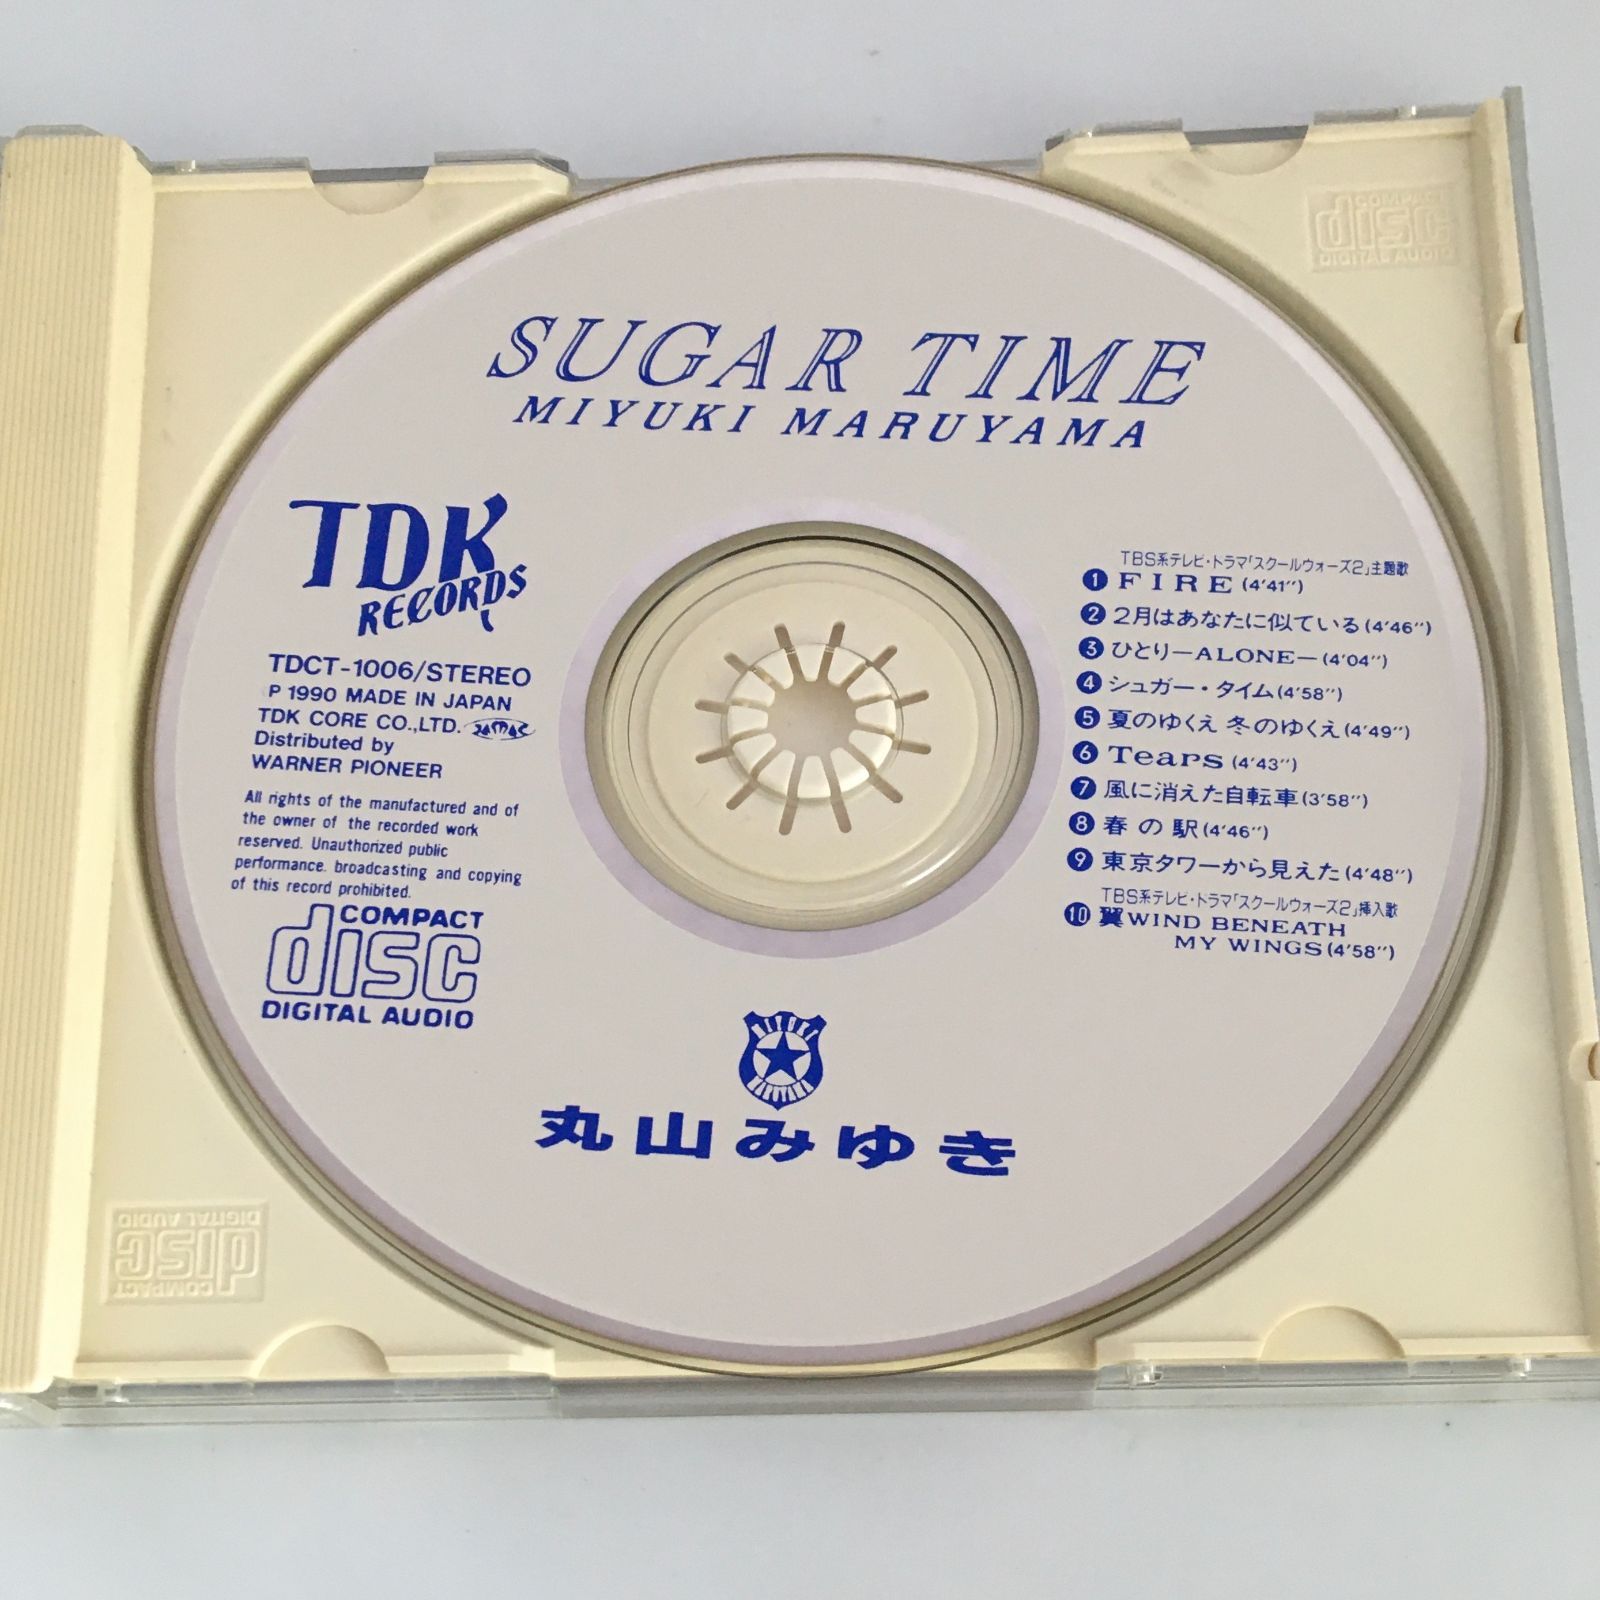 SUGAR TIME
MIYUKI MARUYAMA
TDK
RECORDS
TDCT-1006/STEREO
P 1990 MADE IN JAPAN
TDK CORE CO.,LTD.
Distributed by
WARNER PIONEER
All rights of the manufactured and of
the owner of the recorded work
reserved. Unauthorized public
performance. broadcasting and copying
of this record prohibited.
COMPACT
disc
DIGITAL AUDIO
TBS系テレビ・トラマ「スクールウォーズ2」主題歌
1 FIRE (4'41")
2 2月はあなたに似ている(4'46")
3 ひとり—ALONE—(4'04")
4 シュガー・タイム(4'58")
5 夏のゆくえ 冬のゆくえ(4'49")
6 Tears (4'43")
7 風に消えた自転車(3'58")
8 春の駅(4'46")
9 東京タワーから見えた(4'48")
TBS系テレビ・トラマ「スクールウォーズ2」挿入歌
10 翼WIND BENEATH
MY WINGS(4'58")
MIYUKI
MARUYAMA
丸山みゆき
COMPACT
disc
DIGITAL AUDIO
COMPACT
disc
DIGITAL AUDIO